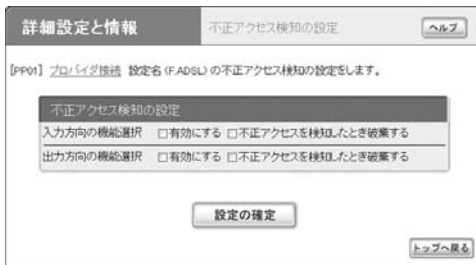 詳細設定と情報 不正アクセス検知の設定 ヘルプ
[PP01] プロバイダ接続 設定名 (F.ADSL) の不正アクセス検知の設定をします。
不正アクセス検知の設定
入力方向の機能選択 □有効にする □不正アクセスを検知したとき破棄する
出力方向の機能選択 □有効にする □不正アクセスを検知したとき破棄する
設定の確定
トップへ戻る